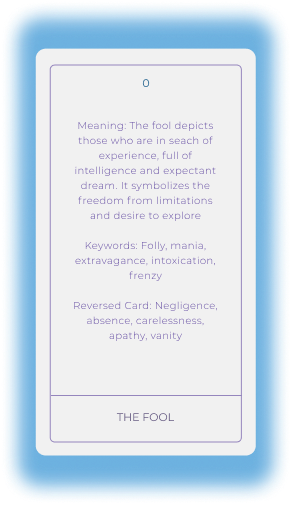 0
Meaning: The fool depicts
those who are in seach of
experience, full of
intelligence and expectant
dream. It symbolizes the
freedom from limitations
and desire to explore
Keywords: Folly, mania,
extravagance, intoxication,
frenzy
Reversed Card: Negligence,
absence, carelessness,
apathy, vanity
THE FOOL